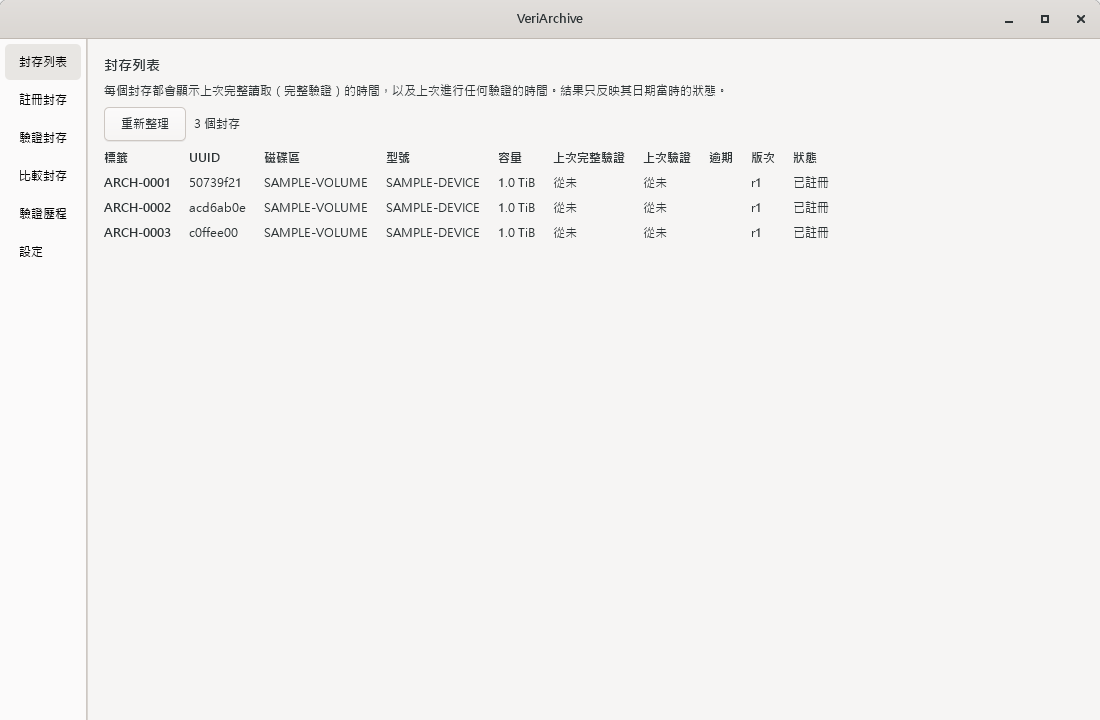 VeriArchive
封存列表
註冊封存
驗證封存
比較封存
驗證歷程
設定
封存列表
每個封存都會顯示上次完整讀取（完整驗證）的時間，以及上次進行任何驗證的時間。結果只反映其日期當時的狀態。
重新整理 3 個封存
標籤 UUID 磁碟區 型號 容量 上次完整驗證 上次驗證 逾期 版次 狀態
ARCH-0001 50739f21 SAMPLE-VOLUME SAMPLE-DEVICE 1.0 TiB 從未 從未 r1 已註冊
ARCH-0002 acd6ab0e SAMPLE-VOLUME SAMPLE-DEVICE 1.0 TiB 從未 從未 r1 已註冊
ARCH-0003 c0ffee00 SAMPLE-VOLUME SAMPLE-DEVICE 1.0 TiB 從未 從未 r1 已註冊